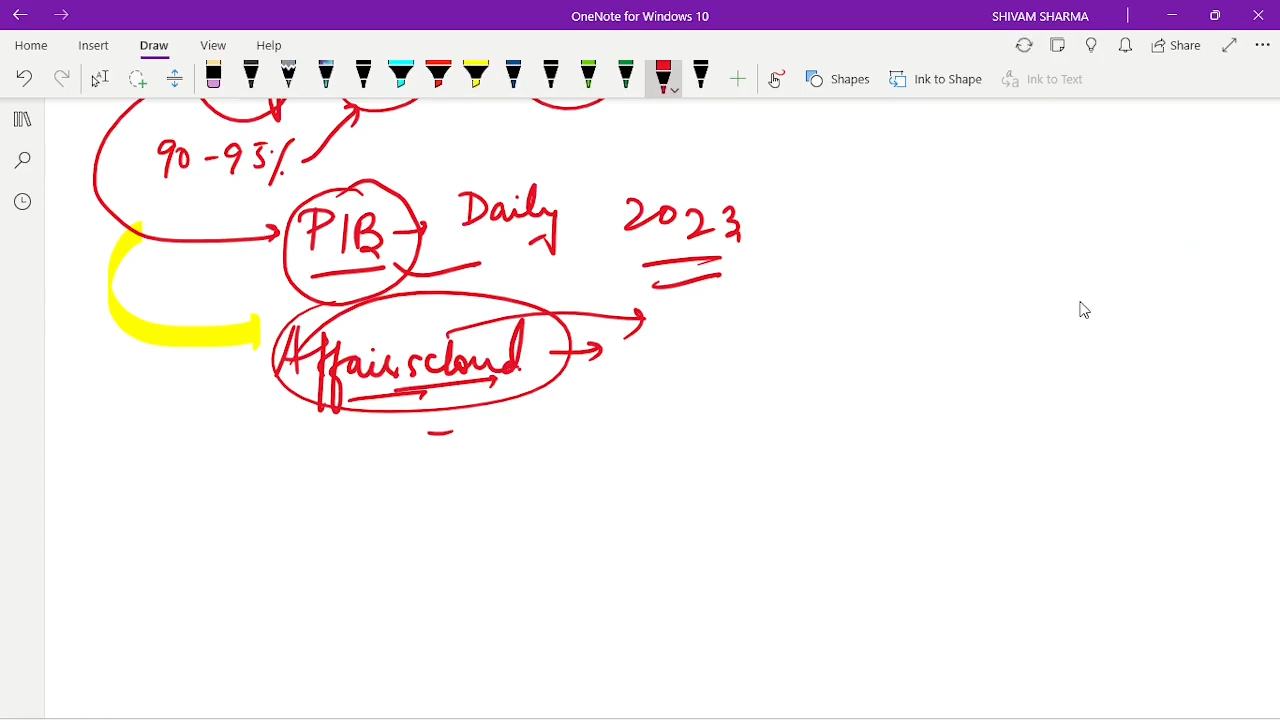 OneNote for Windows 10
SHIVAM SHARMA
Home Insert Draw View Help
Share
Shapes Ink to Shape Ink to Text
90-95%
PIB Daily 2023
Affairscloud